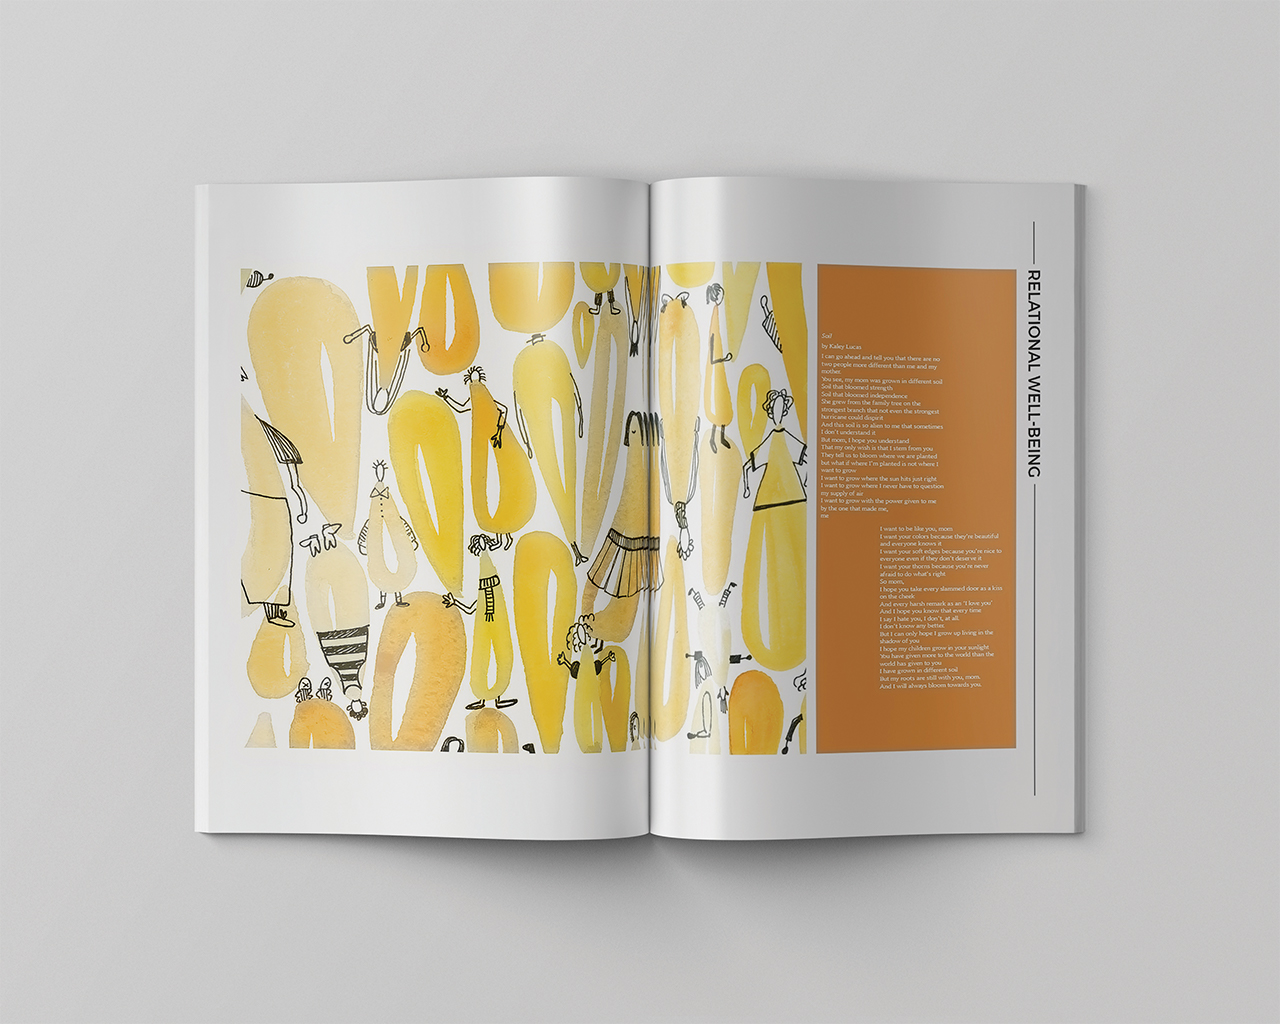 Soil
by Kaley Lucas
I can go ahead and tell you that there are no
two people more different than me and my
mother.
You see, my mom was grown in different soil
Soil that bloomed strength
Soil that bloomed independence
She grew from the family tree on the
strongest branch that not even the strongest
hurricane could dispirit
And this soil is so alien to me that sometimes
I don't understand it
But mom, I hope you understand
That my only wish is that I stem from you
They tell us to bloom where we are planted
but what if where I'm planted is not where I
want to grow
I want to grow where the sun hits just right
I want to grow where I never have to question
my supply of air
I want to grow with the power given to me
by the one that made me,
me
I want to be like you, mom
I want your colors because they're beautiful
and everyone knows it
I want your soft edges because you're nice to
everyone even if they don't deserve it
I want your thorns because you're never
afraid to do what's right
So mom,
I hope you take every slammed door as a kiss
on the cheek
And every harsh remark as an "I love you"
And I hope you know that every time
I say I hate you, I don't, at all.
I don't know any better.
But I can only hope I grow up living in the
shadow of you
I hope my children grow in your sunlight
You have given more to the world than the
world has given to you
I have grown in different soil
But my roots are still with you, mom.
And I will always bloom towards you.
RELATIONAL WELL-BEING